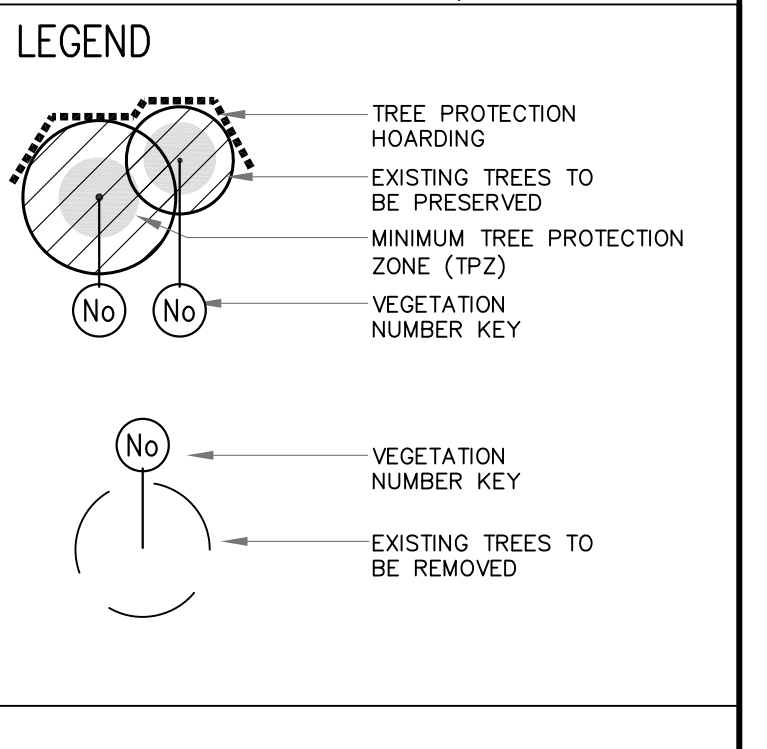 LEGEND
TREE PROTECTION
HOARDING
EXISTING TREES TO
BE PRESERVED
MINIMUM TREE PROTECTION
ZONE (TPZ)
No No
VEGETATION
NUMBER KEY
No
VEGETATION
NUMBER KEY
EXISTING TREES TO
BE REMOVED